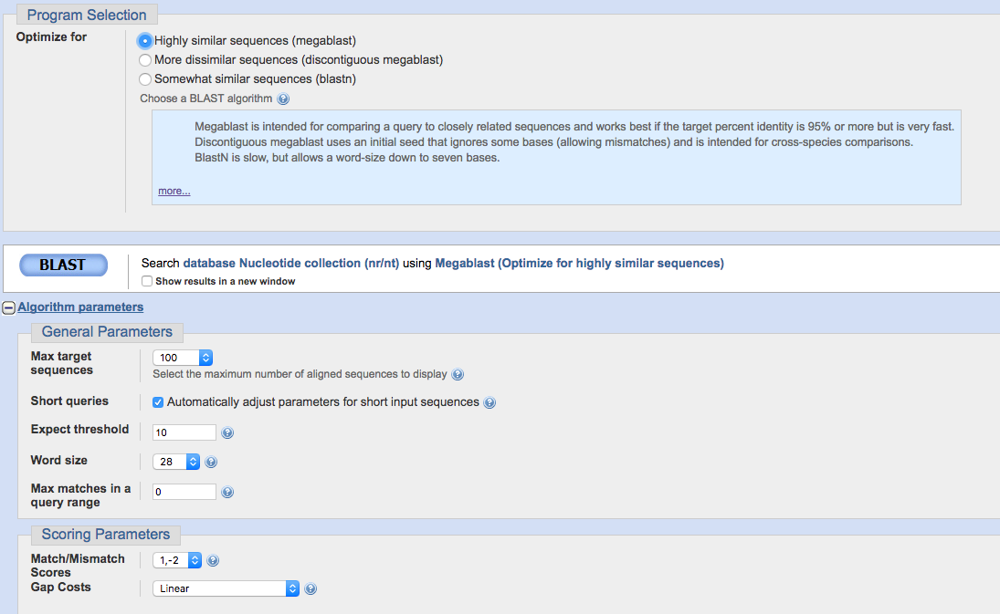 Program Selection
Optimize for
Highly similar sequences (megablast)
More dissimilar sequences (discontiguous megablast)
Somewhat similar sequences (blastn)
Choose a BLAST algorithm
Megablast is intended for comparing a query to closely related sequences and works best if the target percent identity is 95% or more but is very fast.
Discontiguous megablast uses an initial seed that ignores some bases (allowing mismatches) and is intended for cross-species comparisons.
BlastN is slow, but allows a word-size down to seven bases.
more...
BLAST
Search database Nucleotide collection (nr/nt) using Megablast (Optimize for highly similar sequences)
Show results in a new window
Algorithm parameters
General Parameters
Max target
sequences
100
Select the maximum number of aligned sequences to display
Short queries
Automatically adjust parameters for short input sequences
Expect threshold
10
Word size
28
Max matches in a
query range
0
Scoring Parameters
Match/Mismatch
Scores
1,-2
Gap Costs
Linear